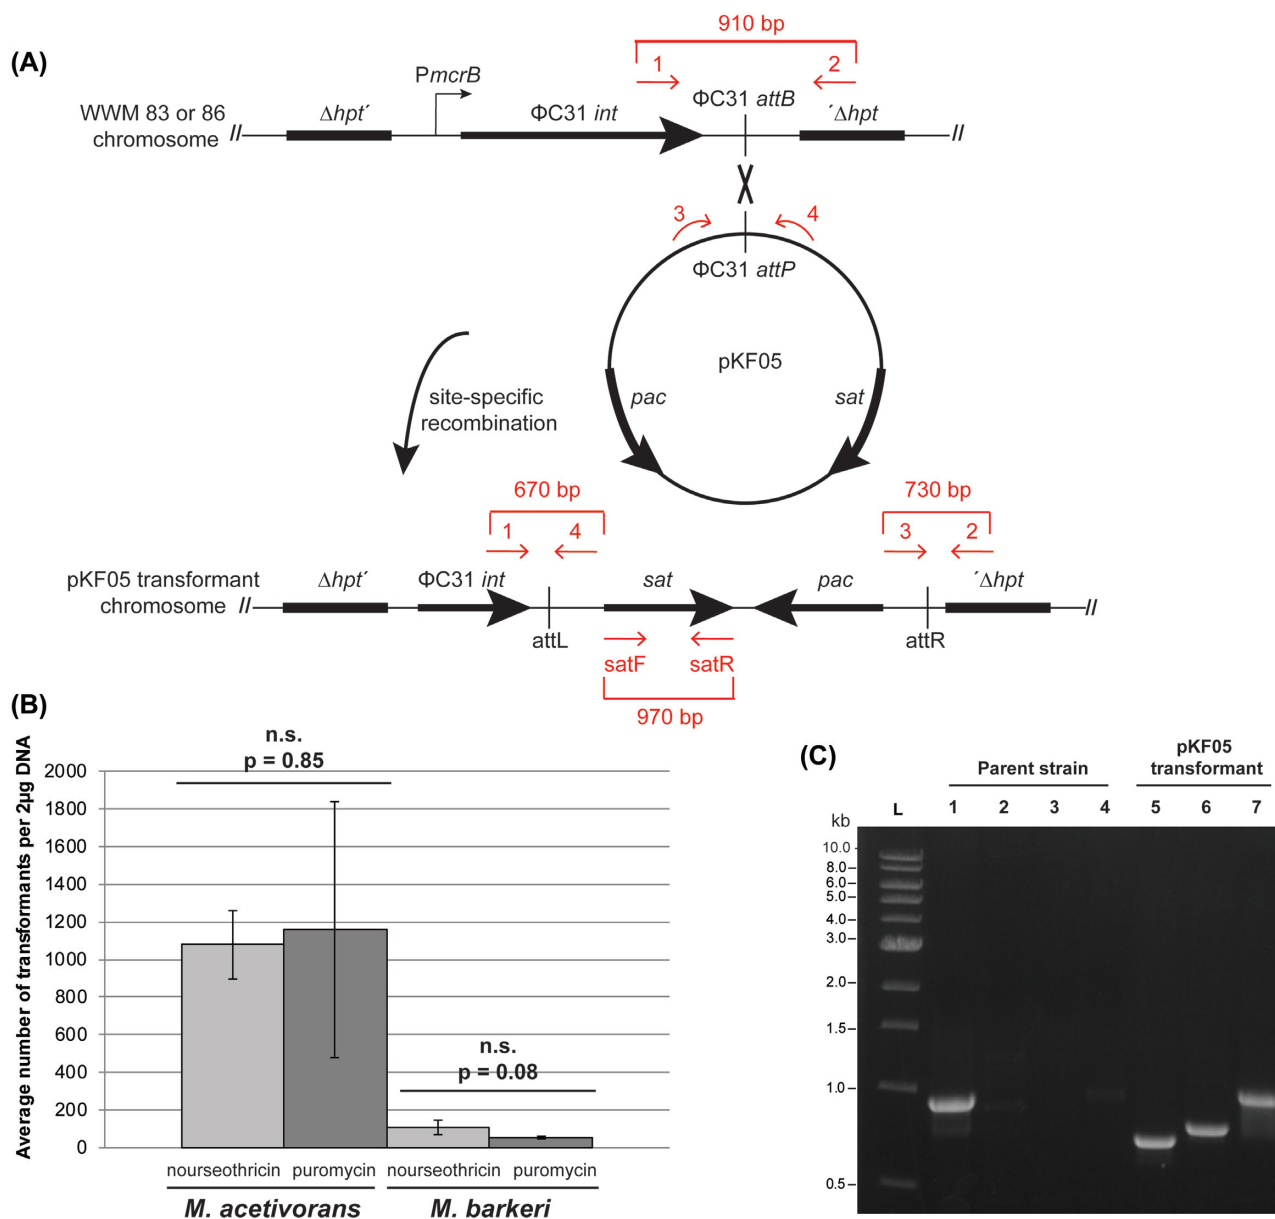 (A)
910 bp
1
2
PmcrB
WWM 83 or 86
chromosome
//
Δhpt´
ΦC31 int
ΦC31 attB
´Δhpt
//
3
4
ΦC31 attP
pKF05
pac
sat
site-specific
recombination
670 bp
730 bp
1
4
3
2
pKF05 transformant
chromosome
//
Δhpt´
ΦC31 int
sat
pac
´Δhpt
//
attL
attR
satF
satR
970 bp
(B)
Average number of transformants per 2µg DNA
n.s.
p = 0.85
2000
1800
1600
1400
1200
1000
800
600
400
200
0
n.s.
p = 0.08
nourseothricin
puromycin
nourseothricin
puromycin
M. acetivorans
M. barkeri
(C)
Parent strain
pKF05
transformant
kb
L
1
2
3
4
5
6
7
10.0
8.0
6.0
5.0
4.0
3.0
2.0
1.5
1.0
0.5